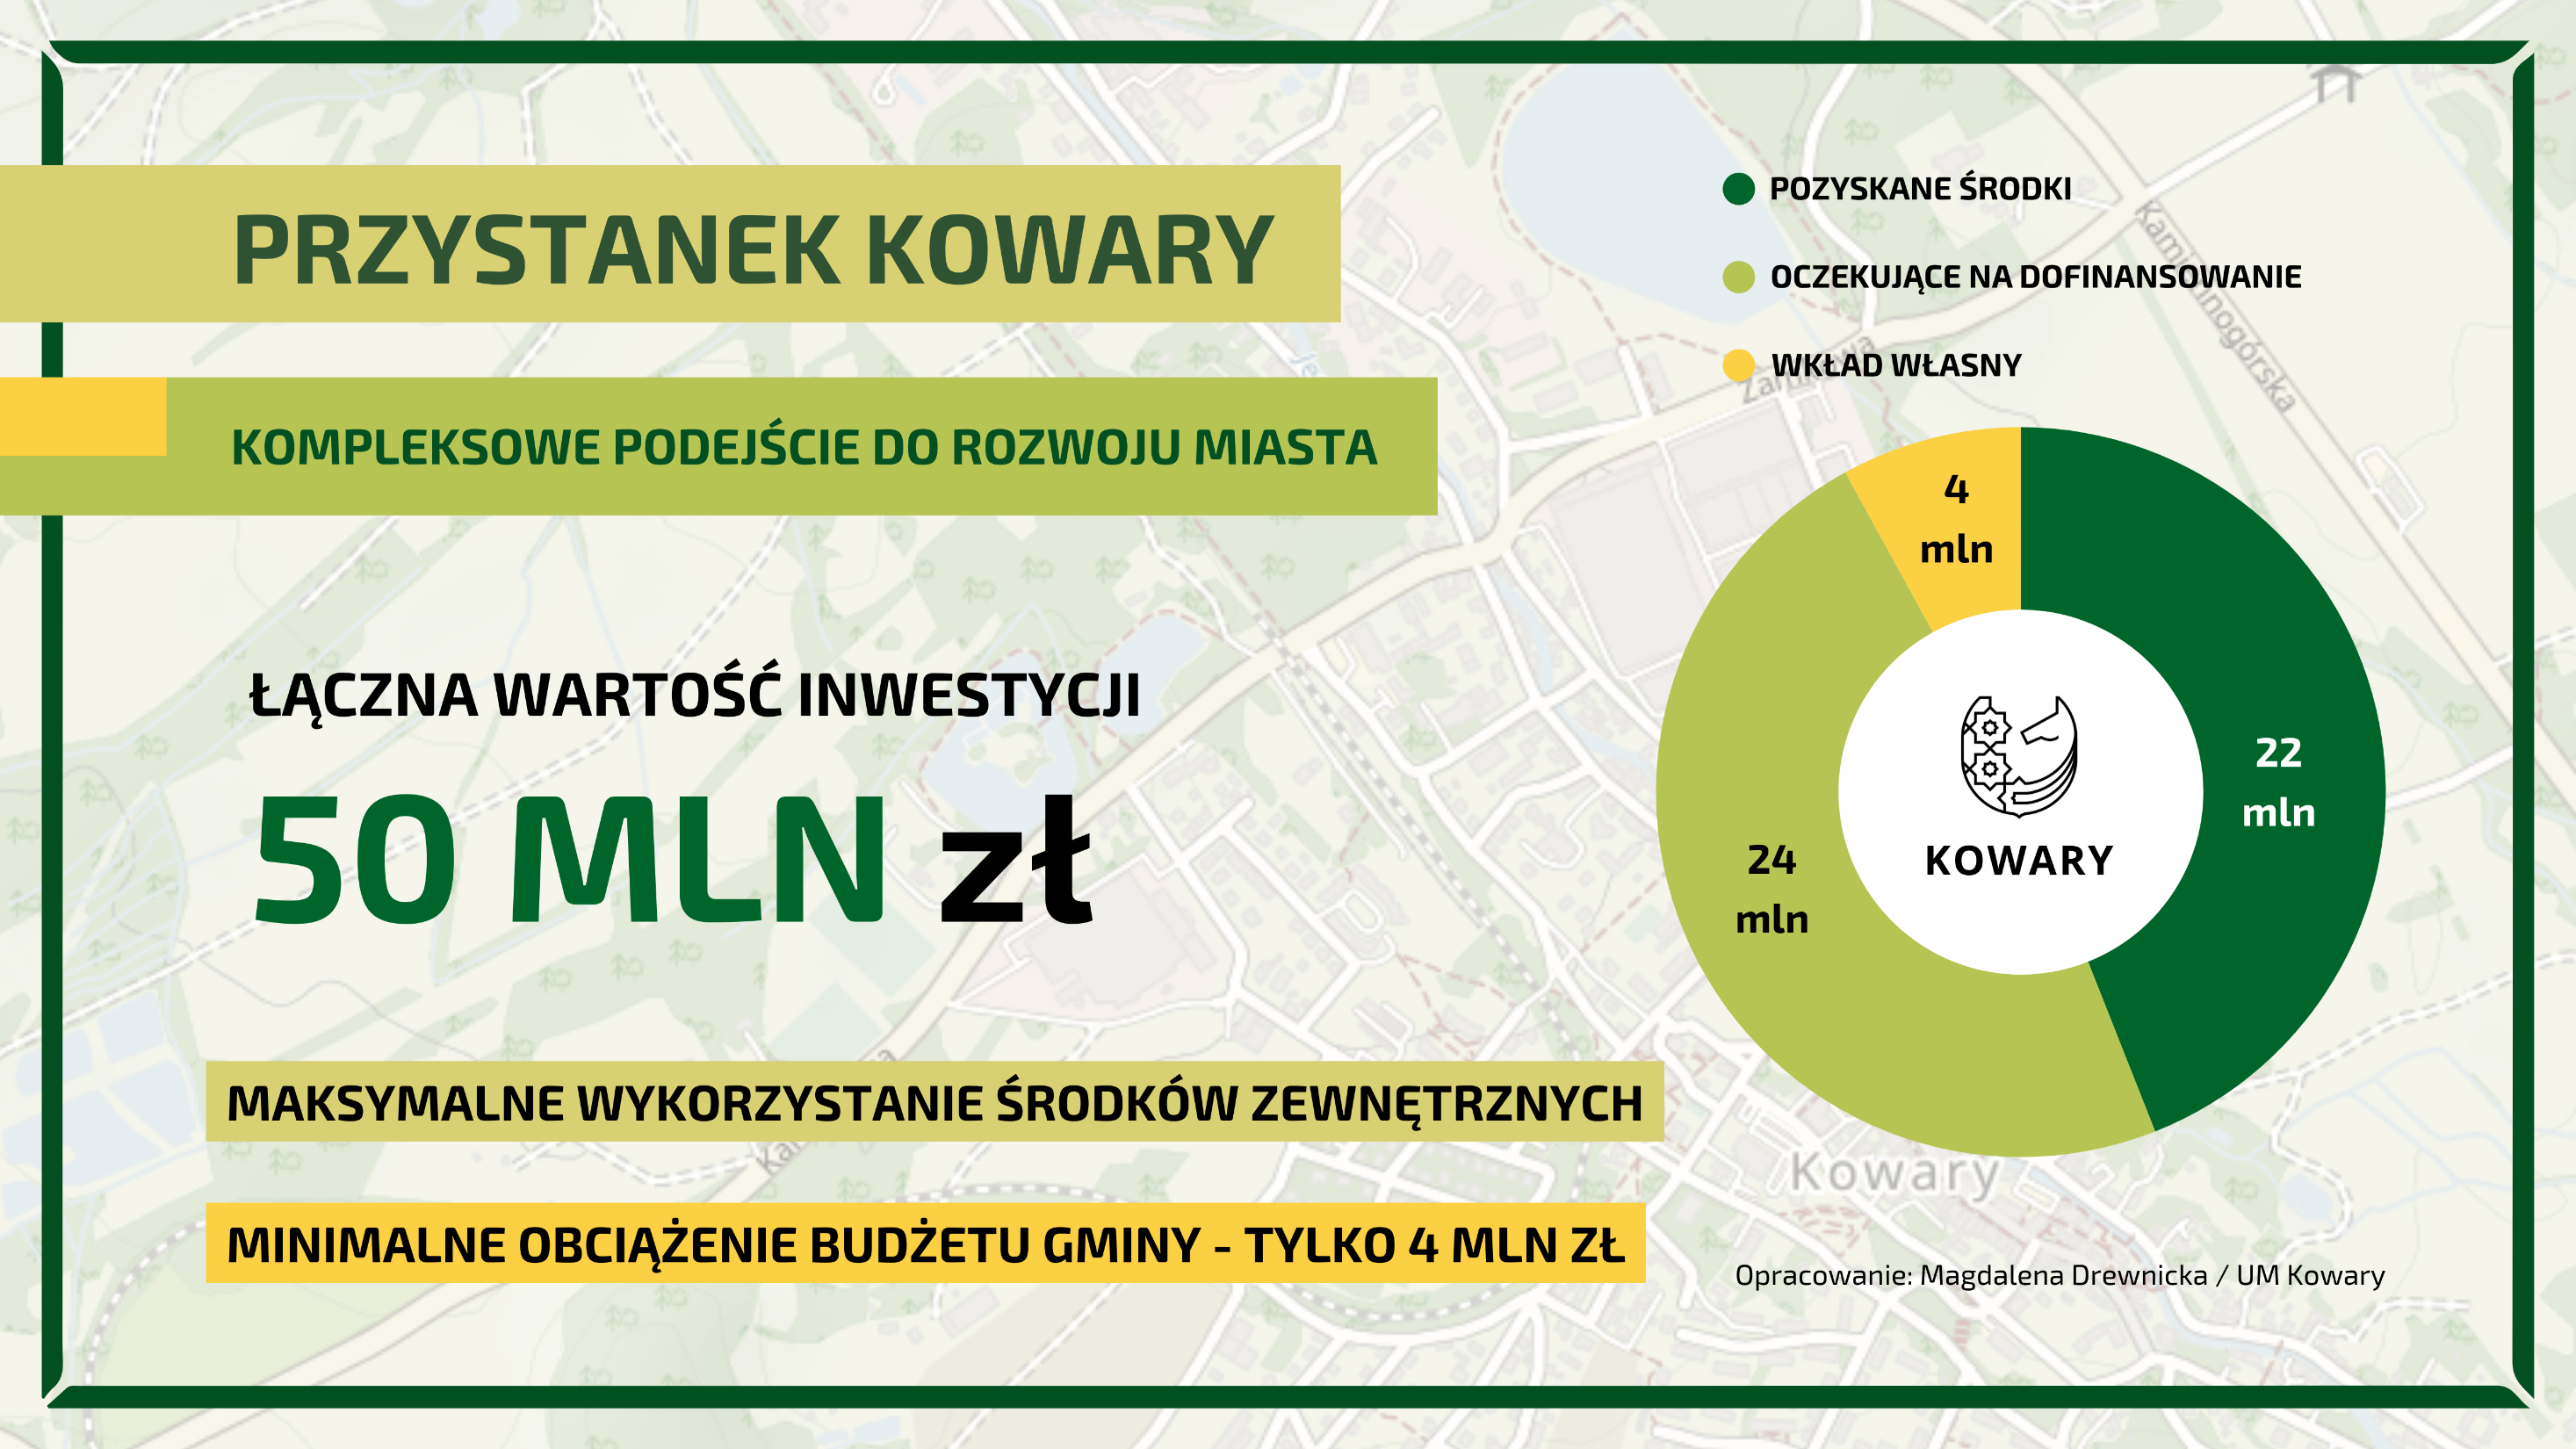 PRZYSTANEK KOWARY
KOMPLEKSOWE PODEJŚCIE DO ROZWOJU MIASTA
ŁĄCZNA WARTOŚĆ INWESTYCJI
50 MLN zł
MAKSYMALNE WYKORZYSTANIE ŚRODKÓW ZEWNĘTRZNYCH
MINIMALNE OBCIĄŻENIE BUDŻETU GMINY - TYLKO 4 MLN ZŁ
POZYSKANE ŚRODKI
OCZEKUJĄCE NA DOFINANSOWANIE
WKŁAD WŁASNY
4
mln
22
mln
24
mln
KOWARY
Kamiennogórska
Kowary
Opracowanie: Magdalena Drewnicka / UM Kowary